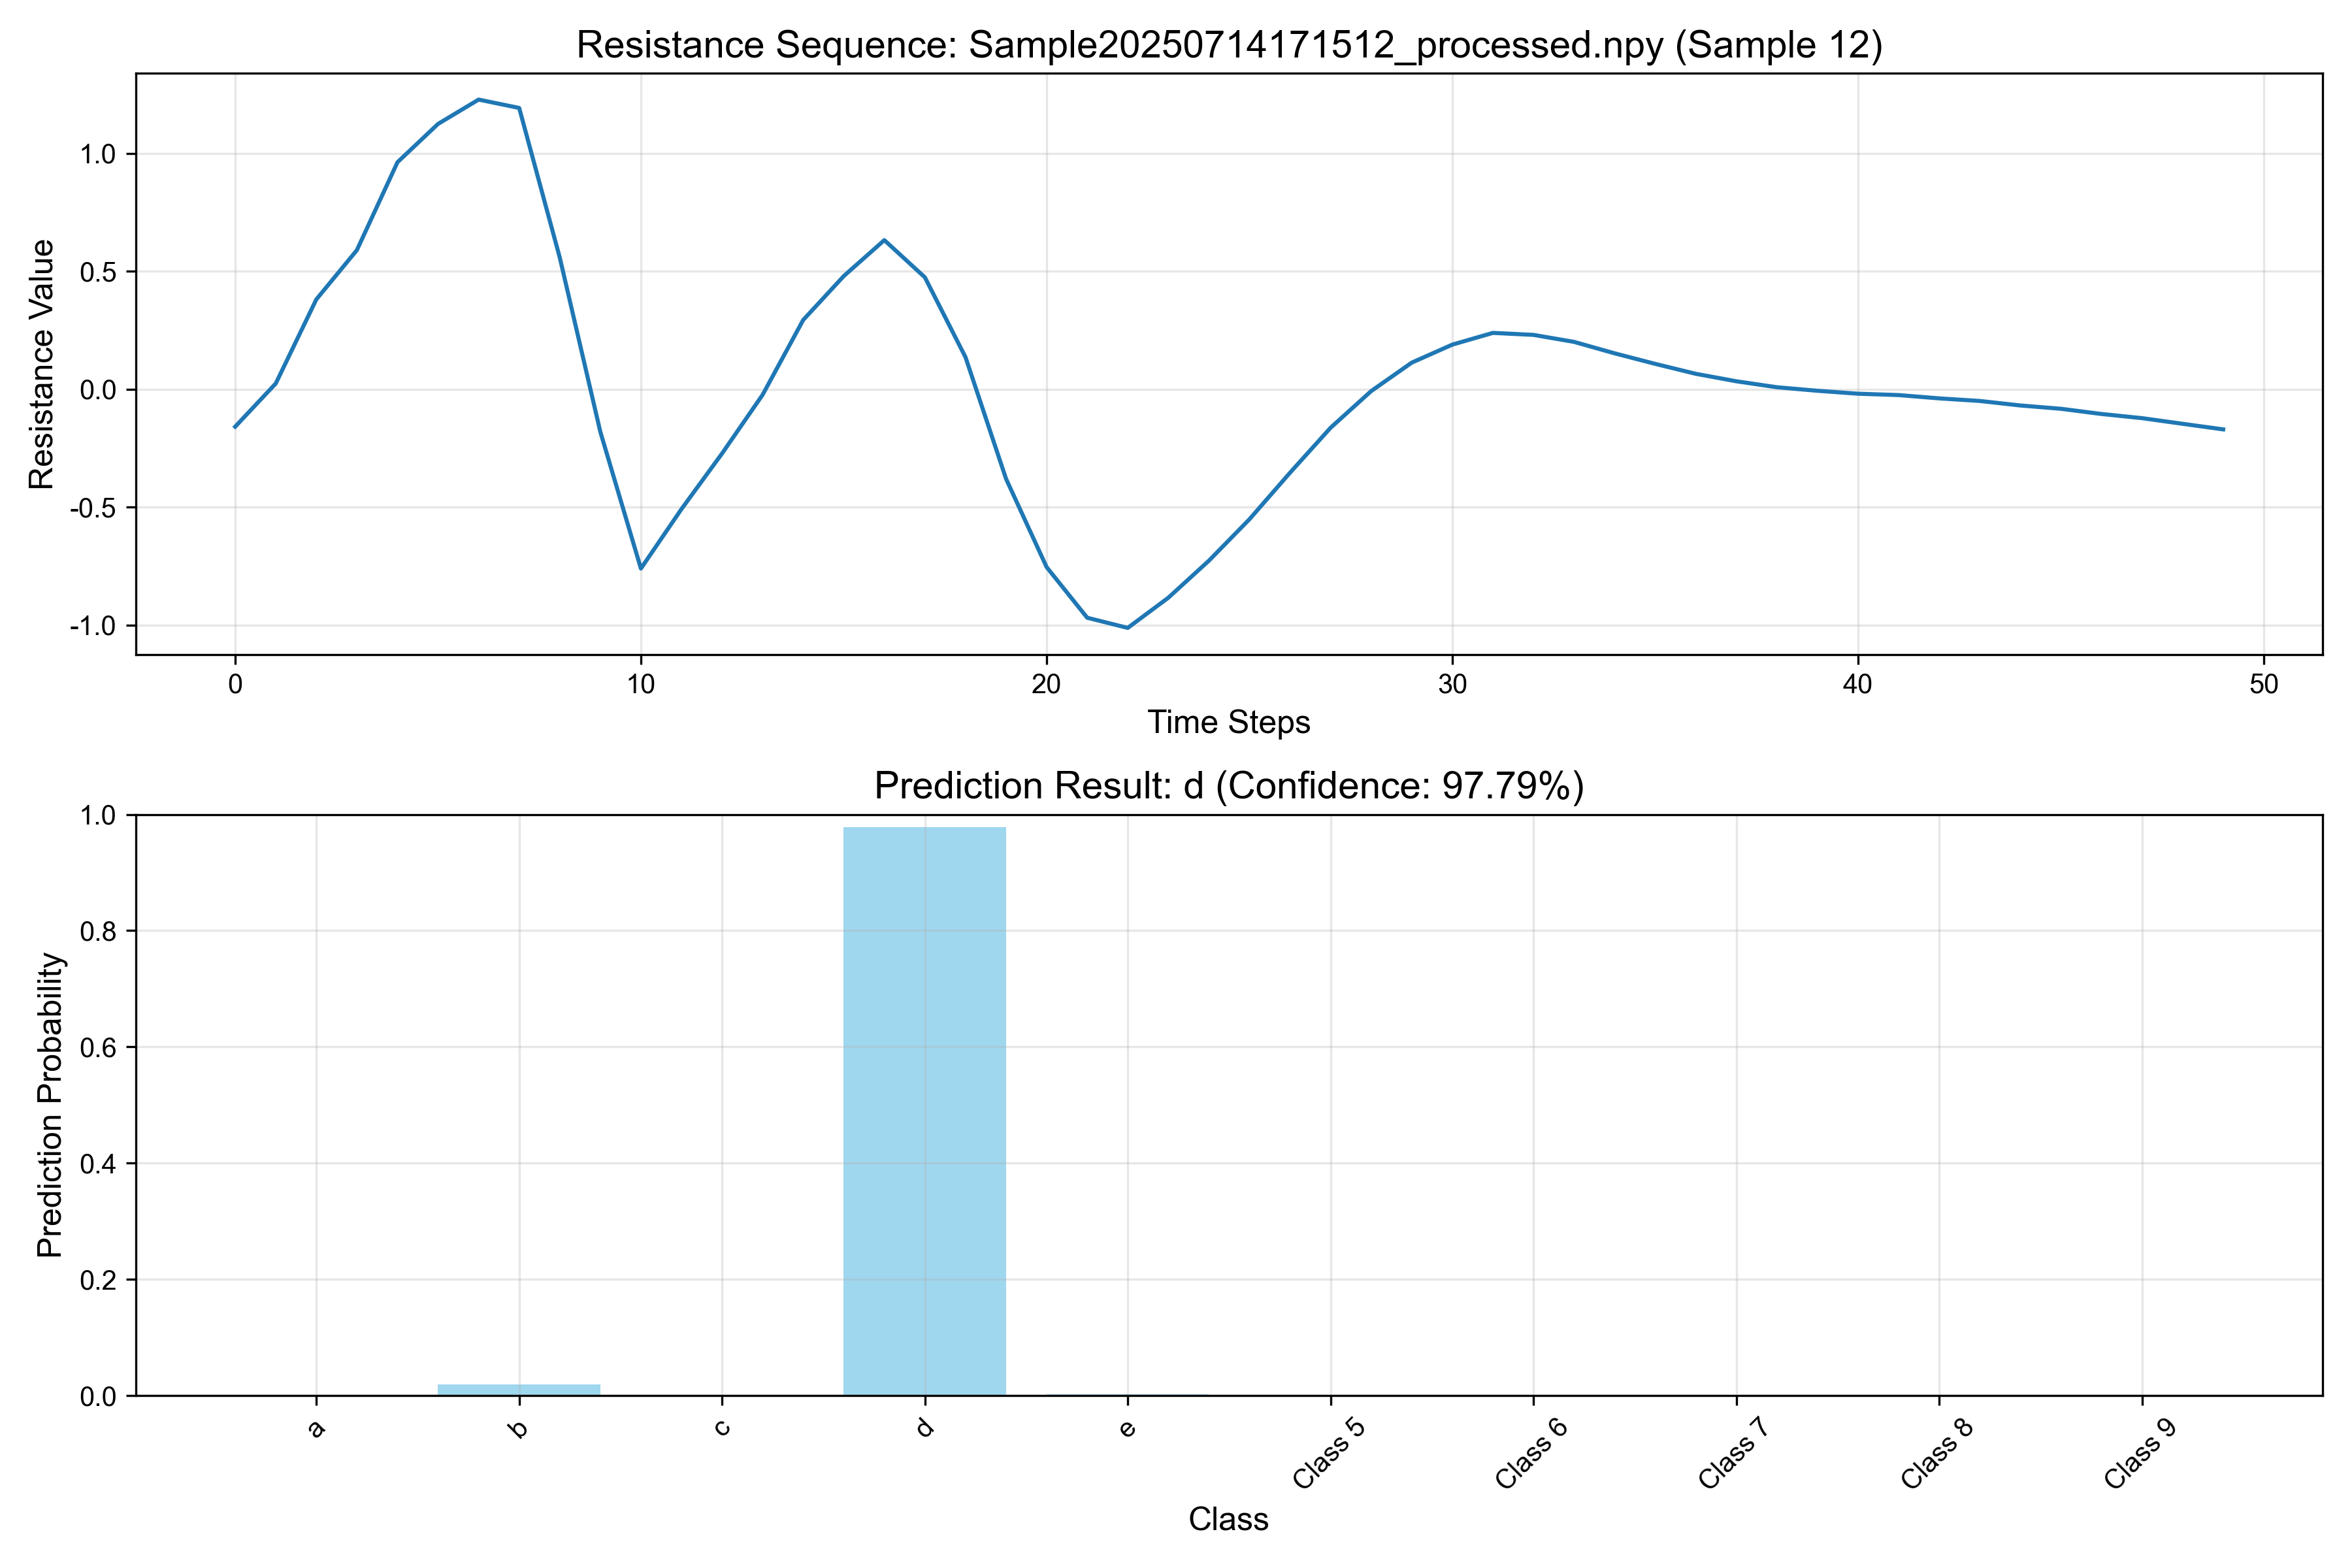 Resistance Sequence: Sample20250714171512_processed.npy (Sample 12)
Resistance Value
1.0
0.5
0.0
-0.5
-1.0
0 10 20 30 40 50
Time Steps
Prediction Result: d (Confidence: 97.79%)
Prediction Probability
1.0
0.8
0.6
0.4
0.2
0.0
a b c d e Class 5 Class 6 Class 7 Class 8 Class 9
Class